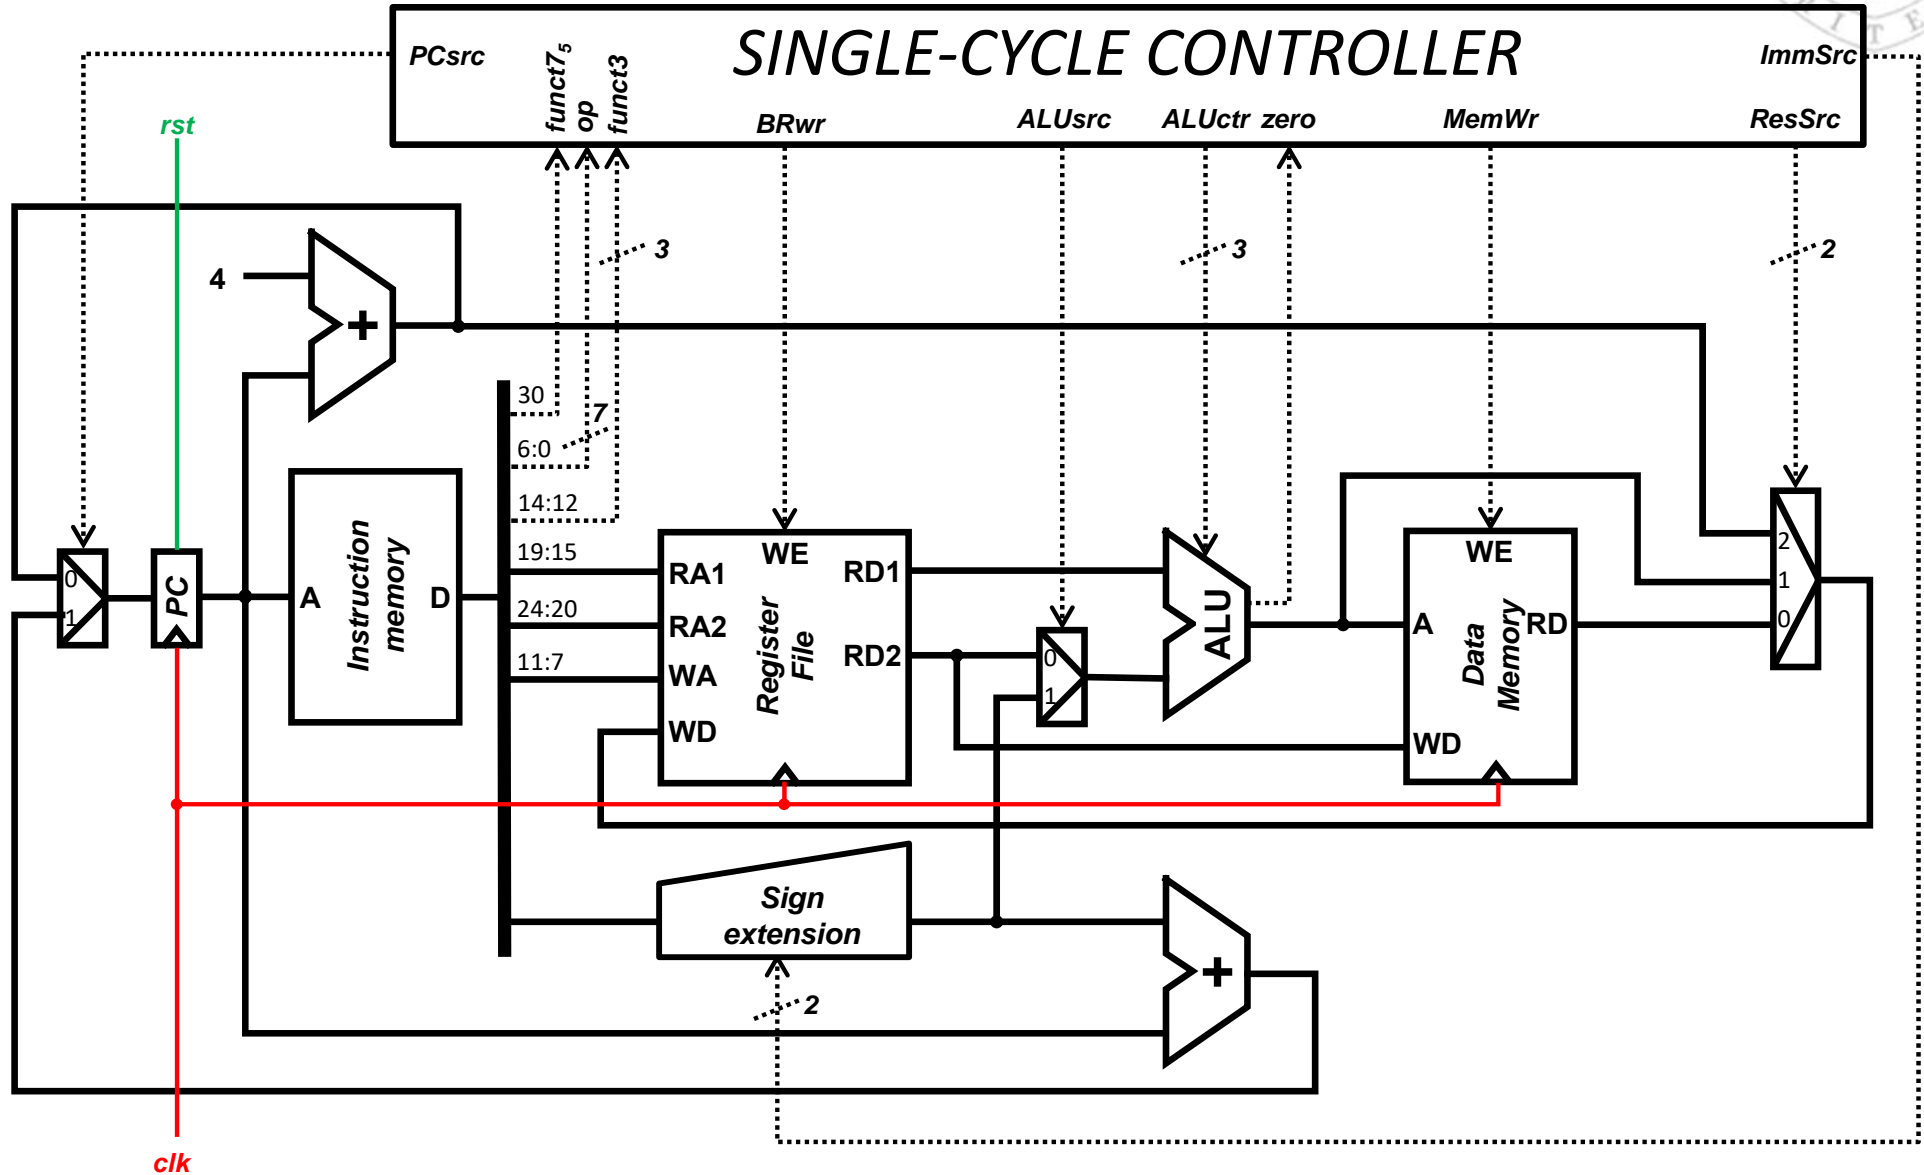 SINGLE-CYCLE CONTROLLER
PCsrc
funct7₅
op
funct3
BRwr
ALUsrc
ALUctr
zero
MemWr
ImmSrc
ResSrc
rst
4
+
3
3
2
30
7
6:0
14:12
19:15
24:20
11:7
0
1
PC
A
Instruction
memory
D
RA1
RA2
WA
WD
WE
Register
File
RD1
RD2
0
1
ALU
A
WE
Data
Memory
RD
WD
2
1
0
Sign
extension
+
2
clk
I T E